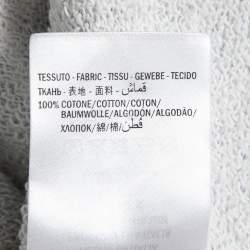 TESSUTO - FABRIC - TISSU - GEWEBE - TECIDO
ТКАНЬ - 表地 - 面料 - قماش
100% COTONE/COTTON/COTON/
BAUMWOLLE/ALGODÓN/ALGODÃO/
ХЛОПОК/綿/棉/قطن